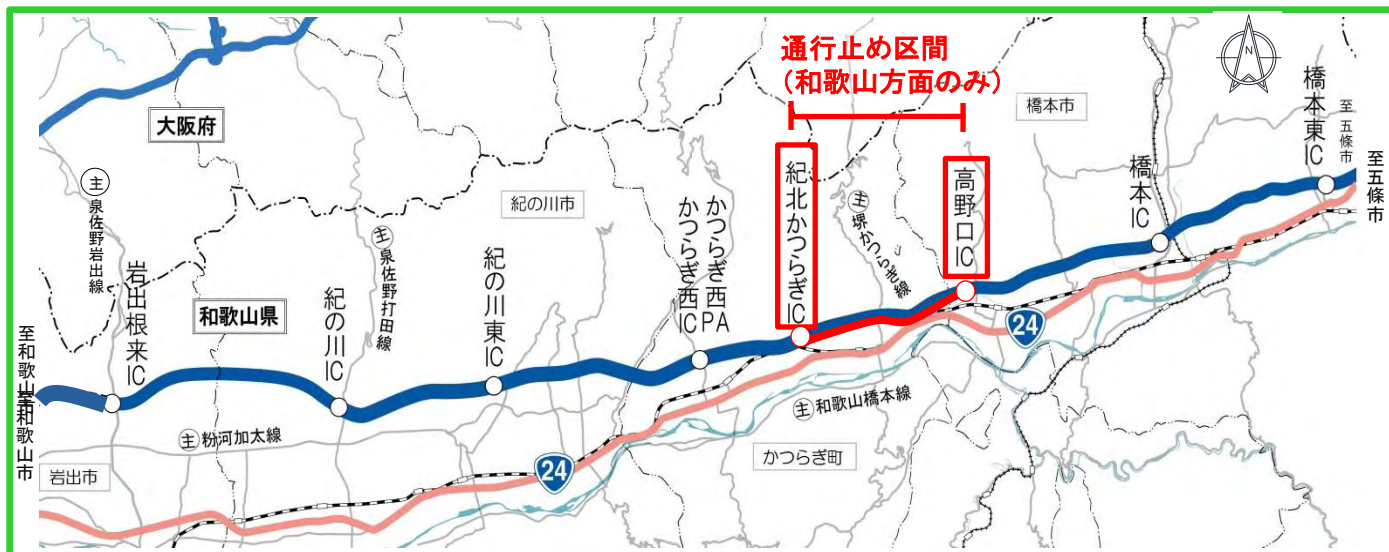 通行止め区間
（和歌山方面のみ）
N
大阪府
橋本市
橋本東IC
至 五條市
至五條市
主泉佐野岩出線
紀の川市
主泉佐野打田線
紀北かつらぎIC
主堺かつらぎ線
高野口IC
橋本IC
かつらぎ西PA
かつらぎ西IC
紀の川東IC
岩出根来IC
和歌山県
紀の川IC
24
至和歌山
至和歌山市
主和歌山橋本線
主粉河加太線
かつらぎ町
24
岩出市